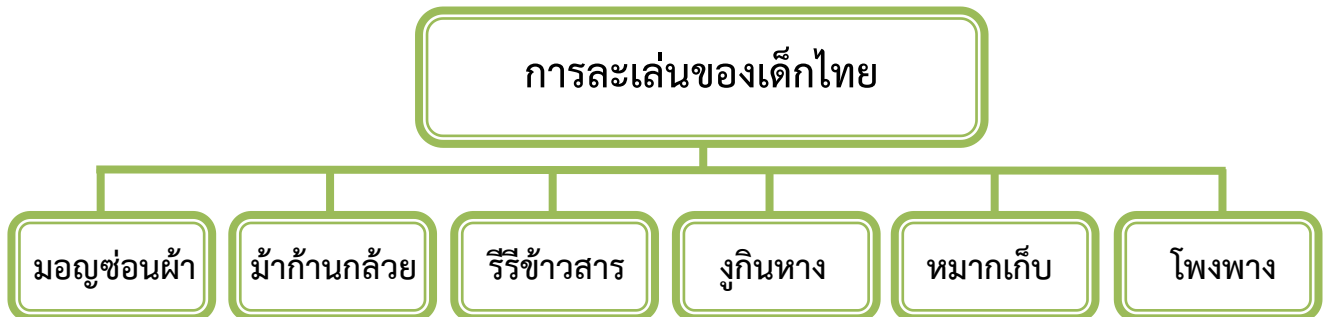 การละเล่นของเด็กไทย
มอญซ่อนผ้า
ม้าก้านกล้วย
รีรีข้าวสาร
งูกินหาง
หมากเก็บ
โพงพาง